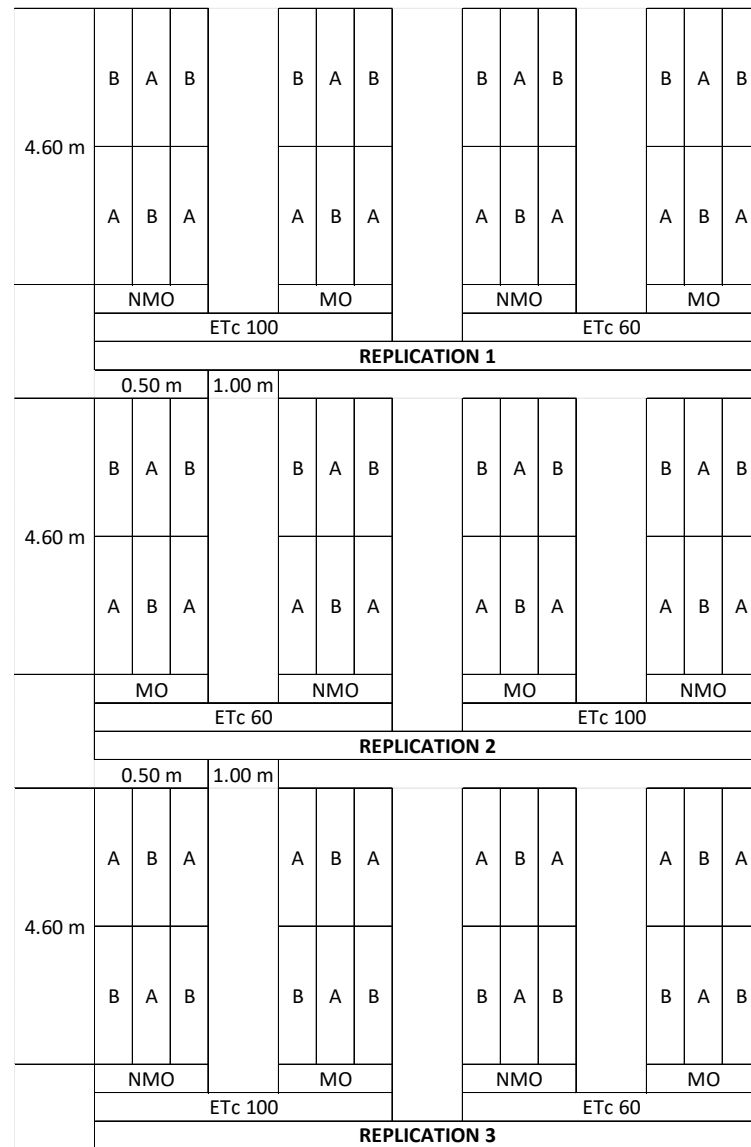 B A B B A B B A B B A B
4.60 m
A B A A B A A B A A B A
NMO MO NMO MO
ETc 100 ETc 60
REPLICATION 1
0.50 m 1.00 m
B A B B A B B A B B A B
4.60 m
A B A A B A A B A A B A
MO NMO MO NMO
ETc 60 ETc 100
REPLICATION 2
0.50 m 1.00 m
A B A A B A A B A A B A
4.60 m
B A B B A B B A B B A B
NMO MO NMO MO
ETc 100 ETc 60
REPLICATION 3